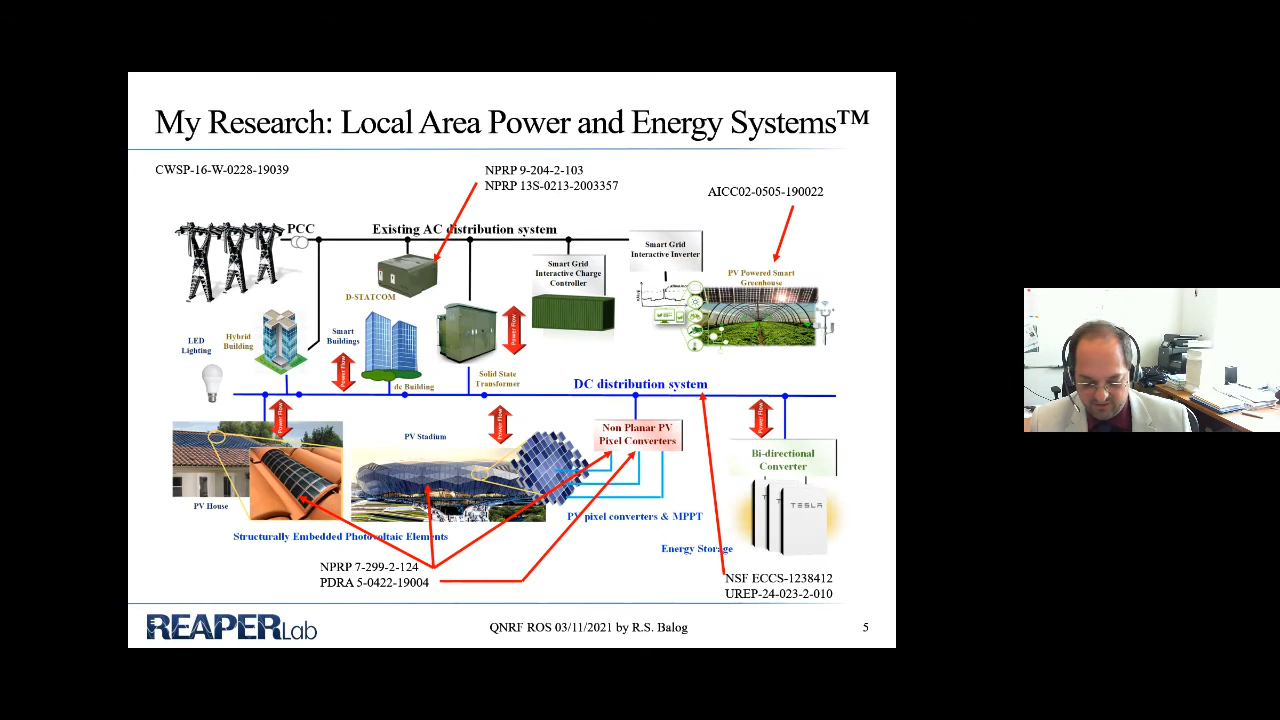 My Research: Local Area Power and Energy Systems™
CWSP-16-W-0228-19039
NPRP 9-204-2-103
NPRP 13S-0213-2003357
AICC02-0505-190022
PCC
Existing AC distribution system
Smart Grid
Interactive Inverter
Smart Grid
Interactive Charge
Controller
PV Powered Smart
Greenhouse
D-STATCOM
LED
Lighting
Hybrid
Building
Smart
Buildings
Power Flow
Power Flow
dc Building
Solid State
Transformer
DC distribution system
Power Flow
Power Flow
Power Flow
PV Stadium
Non Planar PV
Pixel Converters
Bi-directional
Converter
TESLA
PV House
PV pixel converters & MPPT
Structurally Embedded Photovoltaic Elements
Energy Storage
NPRP 7-299-2-124
PDRA 5-0422-19004
NSF ECCS-1238412
UREP-24-023-2-010
REAPER Lab
QNRF ROS 03/11/2021 by R.S. Balog
5